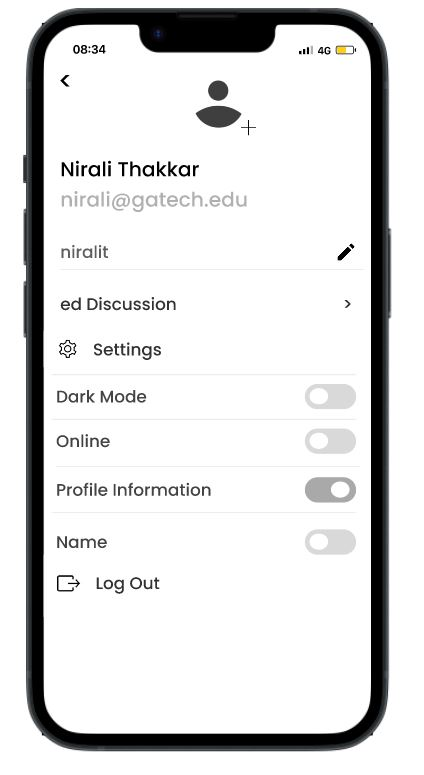 08:34 4G
Nirali Thakkar
nirali@gatech.edu
niralit
ed Discussion
Settings
Dark Mode
Online
Profile Information
Name
Log Out